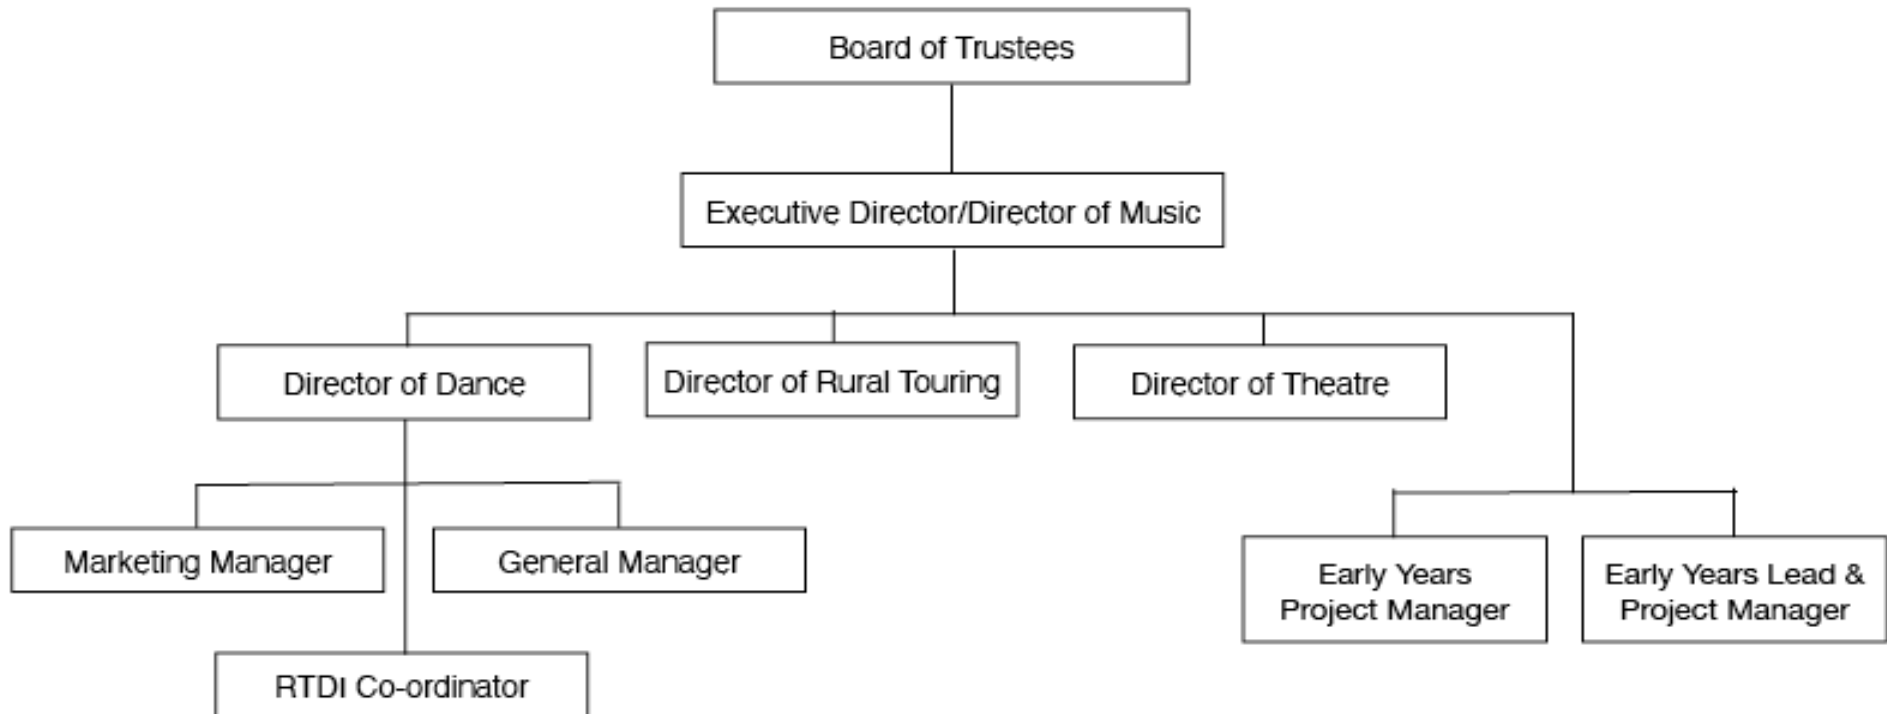 Board of Trustees
Executive Director/Director of Music
Director of Dance
Director of Rural Touring
Director of Theatre
Marketing Manager
General Manager
Early Years
Project Manager
Early Years Lead &
Project Manager
RTDI Co-ordinator